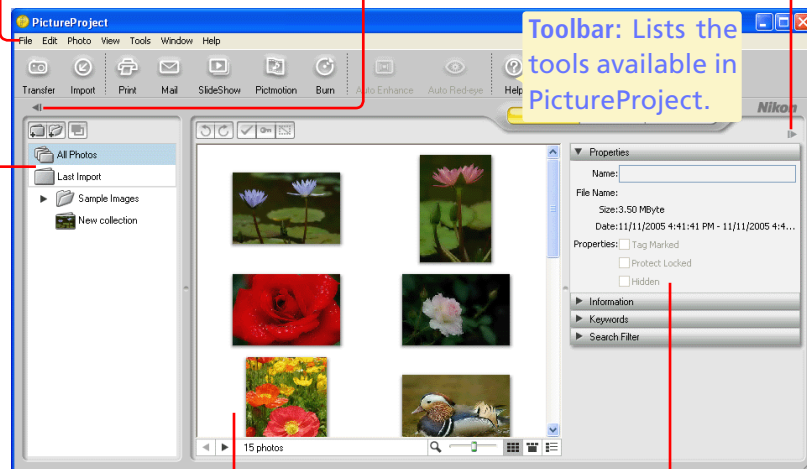 PictureProject
File Edit Photo View Tools Window Help
Toolbar: Lists the
tools available in
PictureProject.
Transfer Import Print Mail SlideShow Pictmotion Burn Auto Enhance Auto Red-eye Help
Nikon
All Photos
Last Import
Sample Images
New collection
15 photos
Properties
Name:
File Name:
Size:3.50 MByte
Date:11/11/2005 4:41:41 PM - 11/11/2005 4:4...
Properties: Tag Marked
Protect Locked
Hidden
Information
Keywords
Search Filter